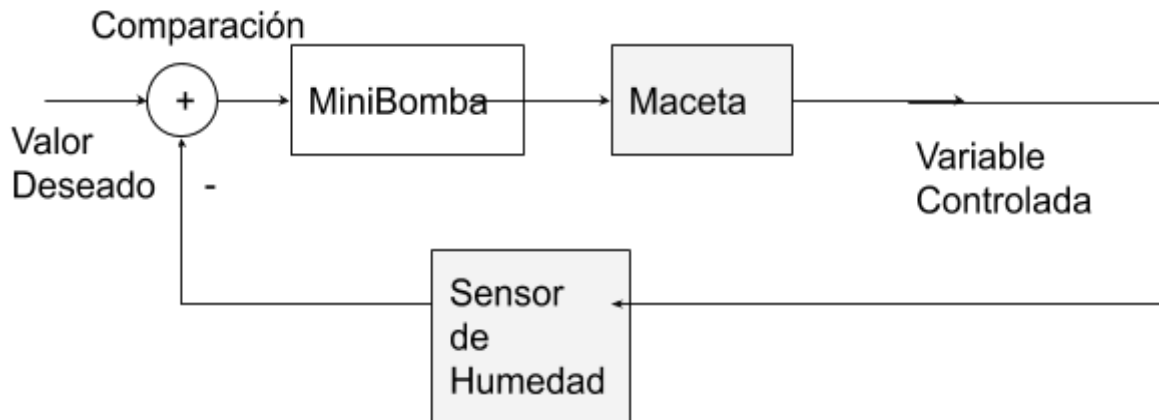 Comparación
+
MiniBomba
Maceta
Valor
Deseado
-
Variable
Controlada
Sensor
de
Humedad